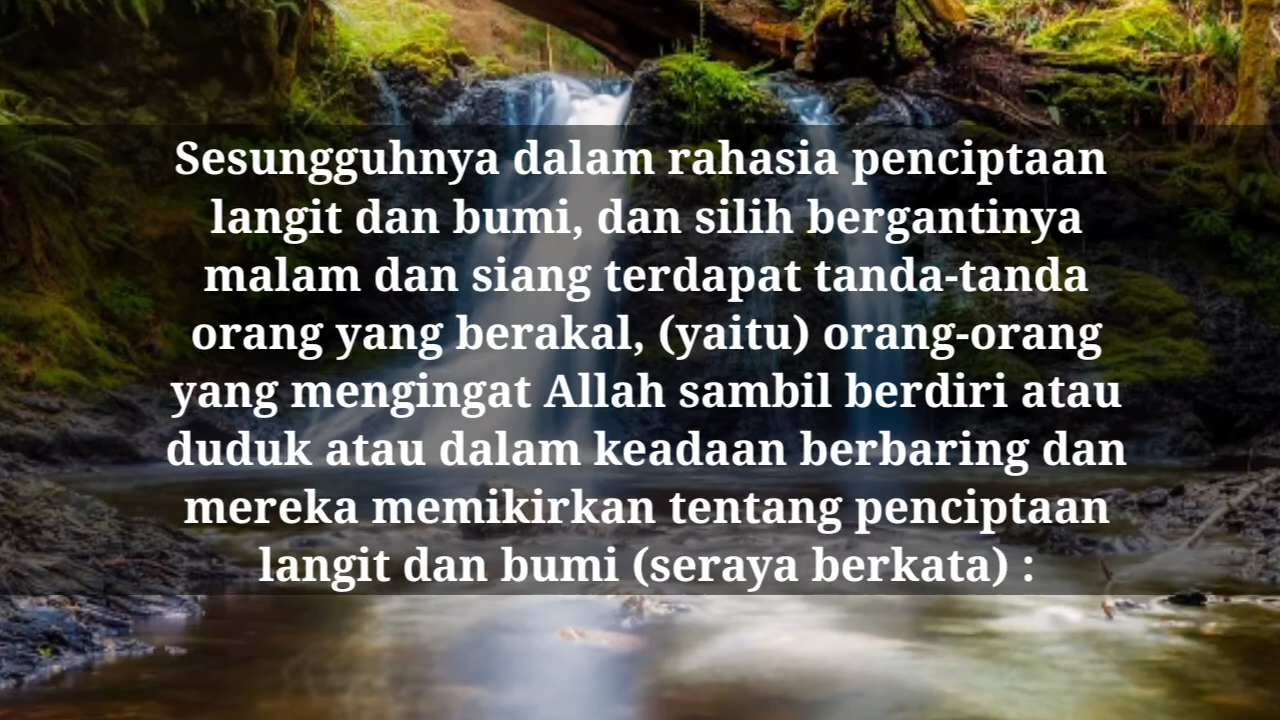 Sesungguhnya dalam rahasia penciptaan
langit dan bumi, dan silih bergantinya
malam dan siang terdapat tanda-tanda
orang yang berakal, (yaitu) orang-orang
yang mengingat Allah sambil berdiri atau
duduk atau dalam keadaan berbaring dan
mereka memikirkan tentang penciptaan
langit dan bumi (seraya berkata) :